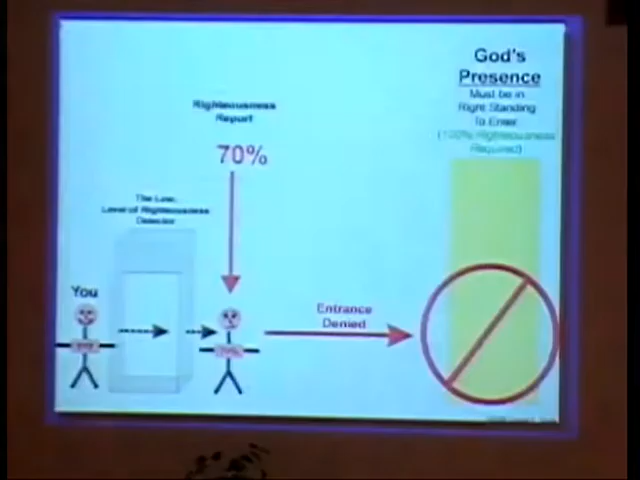 God's
Presence
Must be in
Right Standing
To Enter
(100% Righteousness
Required)
Righteousness
Report
70%
The Law:
Level of Righteousness
Detector
You
Entrance
Denied
70%